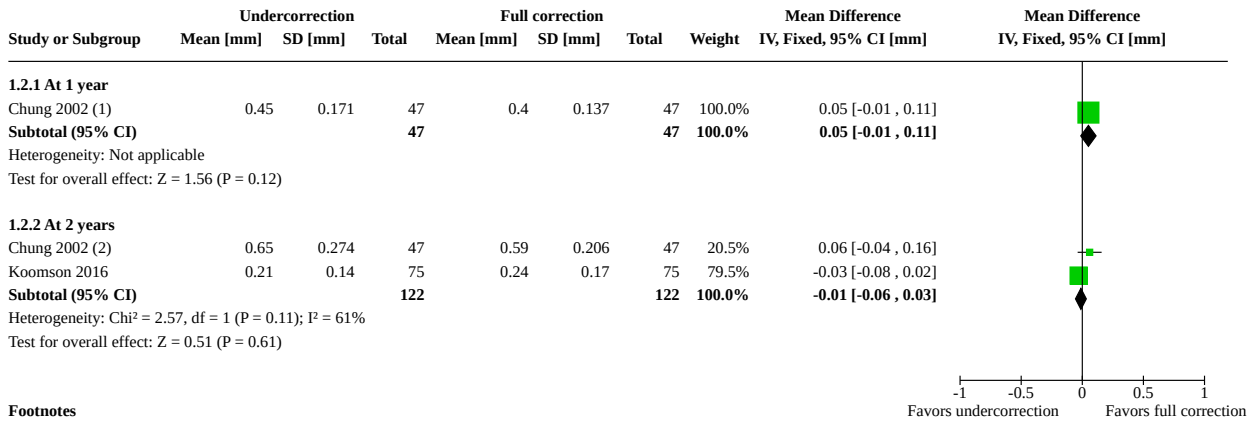 Undercorrection Full correction Mean Difference Mean Difference
Study or Subgroup Mean [mm] SD [mm] Total Mean [mm] SD [mm] Total Weight IV, Fixed, 95% CI [mm] IV, Fixed, 95% CI [mm]
1.2.1 At 1 year
Chung 2002 (1) 0.45 0.171 47 0.4 0.137 47 100.0% 0.05 [-0.01 , 0.11]
Subtotal (95% CI) 47 47 100.0% 0.05 [-0.01 , 0.11]
Heterogeneity: Not applicable
Test for overall effect: Z = 1.56 (P = 0.12)
1.2.2 At 2 years
Chung 2002 (2) 0.65 0.274 47 0.59 0.206 47 20.5% 0.06 [-0.04 , 0.16]
Koomson 2016 0.21 0.14 75 0.24 0.17 75 79.5% -0.03 [-0.08 , 0.02]
Subtotal (95% CI) 122 122 100.0% -0.01 [-0.06 , 0.03]
Heterogeneity: Chi² = 2.57, df = 1 (P = 0.11); I² = 61%
Test for overall effect: Z = 0.51 (P = 0.61)
-1 -0.5 0 0.5 1
Footnotes Favors undercorrection Favors full correction